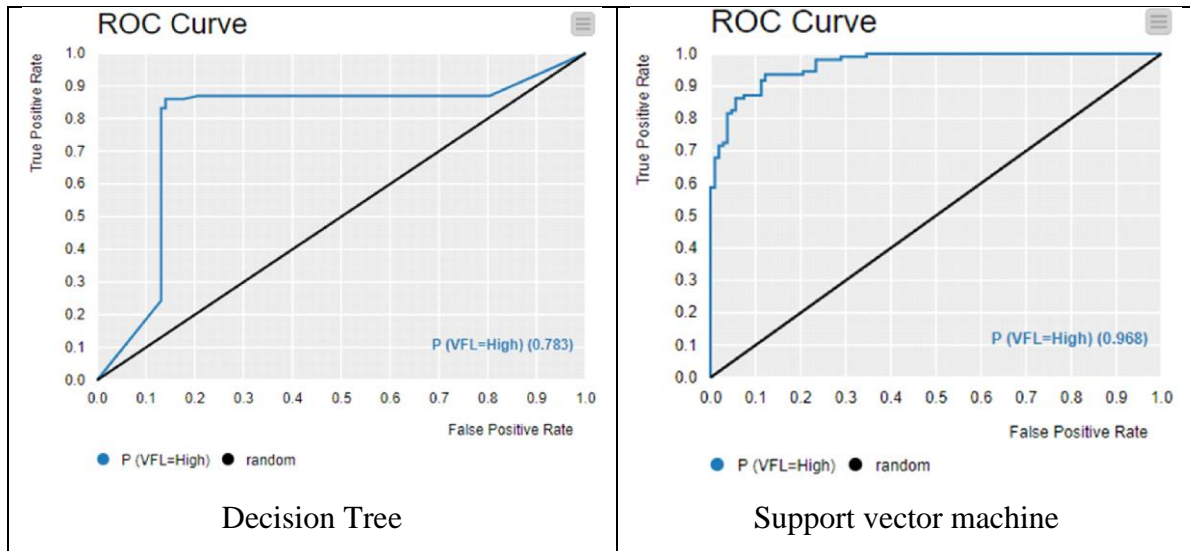 ROC Curve
True Positive Rate
1.0
0.9
0.8
0.7
0.6
0.5
0.4
0.3
0.2
0.1
0.0
P (VFL=High) (0.783)
0.0 0.1 0.2 0.3 0.4 0.5 0.6 0.7 0.8 0.9 1.0
False Positive Rate
P (VFL=High) random
Decision Tree
ROC Curve
True Positive Rate
1.0
0.9
0.8
0.7
0.6
0.5
0.4
0.3
0.2
0.1
0.0
P (VFL=High) (0.968)
0.0 0.1 0.2 0.3 0.4 0.5 0.6 0.7 0.8 0.9 1.0
False Positive Rate
P (VFL=High) random
Support vector machine